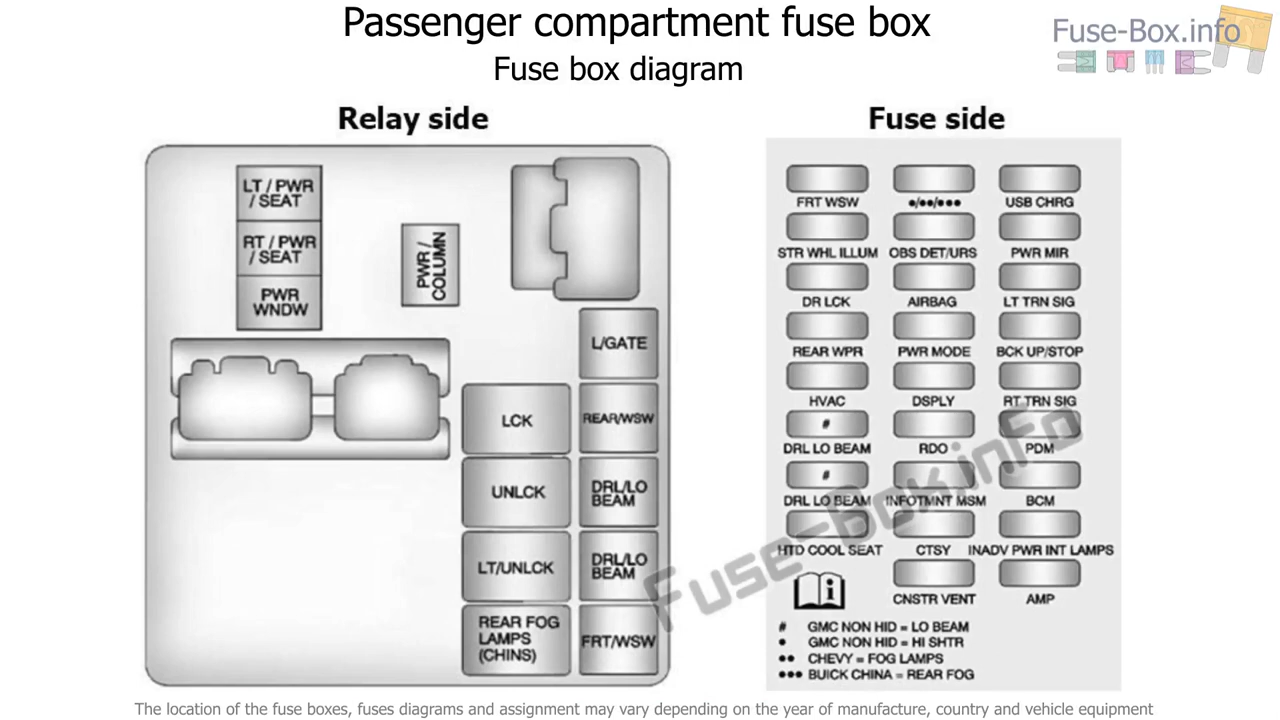 Passenger compartment fuse box
Fuse box diagram
Fuse-Box.info
Relay side
LT / PWR
/ SEAT
RT / PWR
/ SEAT
PWR
WNDW
PWR /
COLUMN
L/GATE
LCK
REAR/WSW
UNLCK
DRL/LO
BEAM
LT/UNLCK
DRL/LO
BEAM
REAR FOG
LAMPS
(CHINS)
FRT/WSW
Fuse side
FRT WSW
•/••/•••
USB CHRG
STR WHL ILLUM
OBS DET/URS
PWR MIR
DR LCK
AIRBAG
LT TRN SIG
REAR WPR
PWR MODE
BCK UP/STOP
HVAC
DSPLY
RT TRN SIG
#
DRL LO BEAM
RDO
PDM
#
DRL LO BEAM
INFOTMNT MSM
BCM
HTD COOL SEAT
CTSY
INADV PWR INT LAMPS
CNSTR VENT
AMP
# GMC NON HID = LO BEAM
• GMC NON HID = HI SHTR
•• CHEVY = FOG LAMPS
••• BUICK CHINA = REAR FOG
Fuse-Box.info
The location of the fuse boxes, fuses diagrams and assignment may vary depending on the year of manufacture, country and vehicle equipment